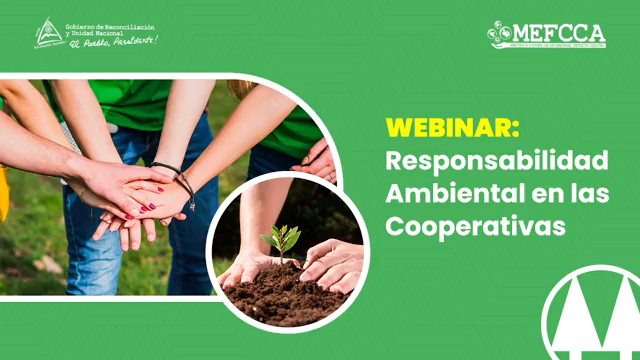 Gobierno de Reconciliación
y Unidad Nacional
El Pueblo, Presidente!
MEFCCA
WEBINAR:
Responsabilidad
Ambiental en las
Cooperativas